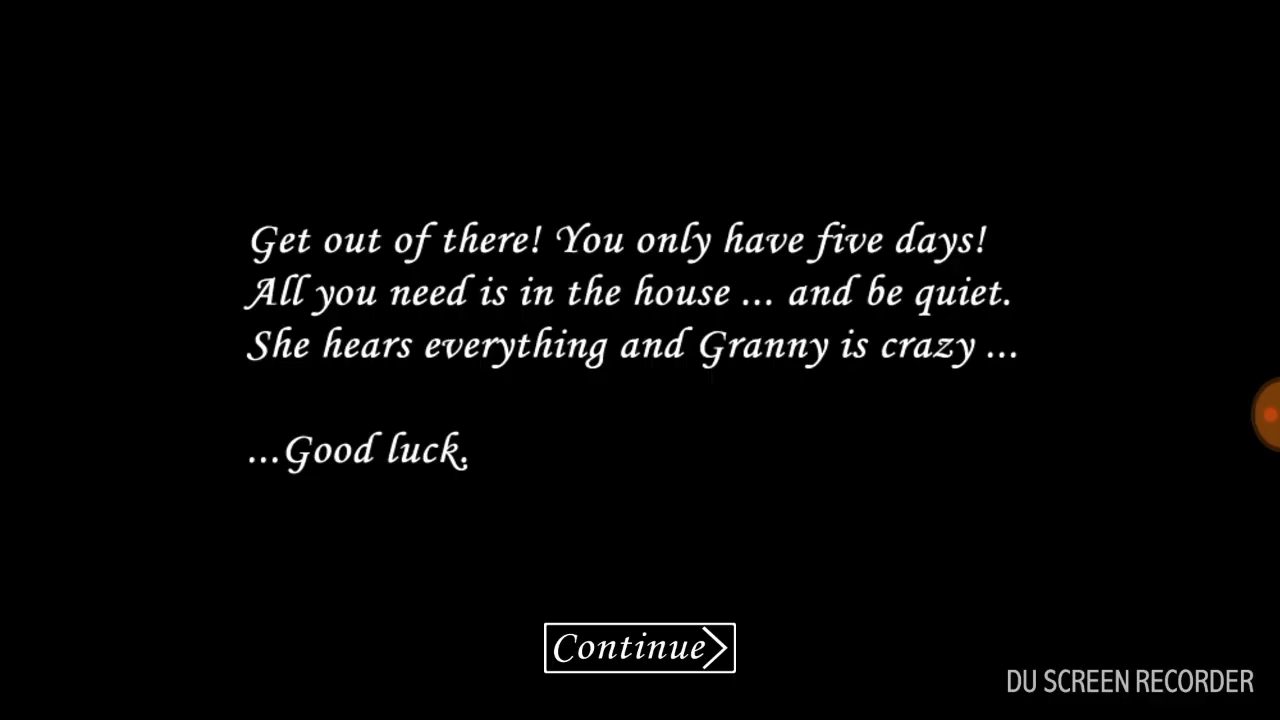 Get out of there! You only have five days!
All you need is in the house ... and be quiet.
She hears everything and Granny is crazy ...
...Good luck.
Continue
DU SCREEN RECORDER